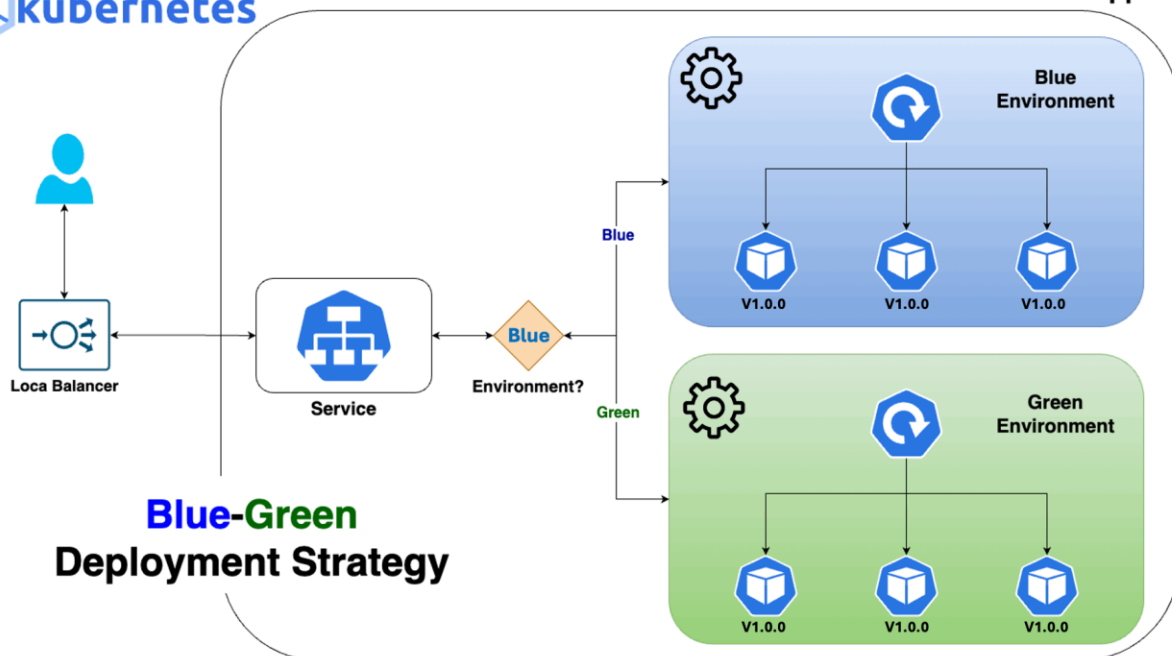 kubernetes
Blue
Environment
V1.0.0
V1.0.0
V1.0.0
Blue
Loca Balancer
Service
Blue
Environment?
Green
Green
Environment
V1.0.0
V1.0.0
V1.0.0
Blue-Green
Deployment Strategy